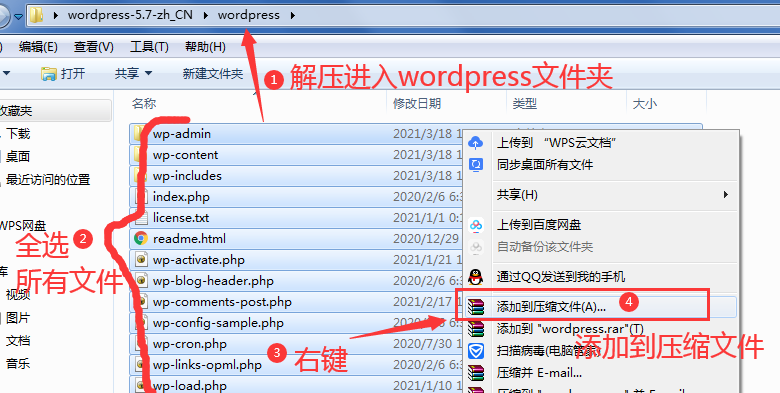 wordpress-5.7-zh_CN ▸ wordpress ▸
编辑(E) 查看(V) 工具(T) 帮助(H)
打开 共享 新建文件夹
① 解压进入wordpress文件夹
收藏夹
下载
桌面
最近访问的位置
WPS网盘
库
视频
图片
文档
音乐
名称 修改日期 类型 大小
wp-admin 2021/3/18 1
wp-content 2021/3/18 1
wp-includes 2021/3/18 1
index.php 2020/2/6 6:3
license.txt 2021/1/1 0:
readme.html 2020/12/29
wp-activate.php 2021/1/21
wp-blog-header.php 2020/2/6 6:3
wp-comments-post.php 2021/2/17 1
wp-config-sample.php 2020/2/6 6:3
wp-cron.php 2020/7/30
wp-links-opml.php 2020/2/6 6:3
wp-load.php 2021/1/10
全选 ②
所有文件
③ 右键
上传到 “WPS云文档”
同步桌面所有文件
共享(H)
上传到百度网盘
自动备份该文件夹
通过QQ发送到我的手机
添加到压缩文件(A)... ④
添加到 "wordpress.rar"(T)
扫描病毒(电脑管家)
压缩并 E-mail...
添加到压缩文件